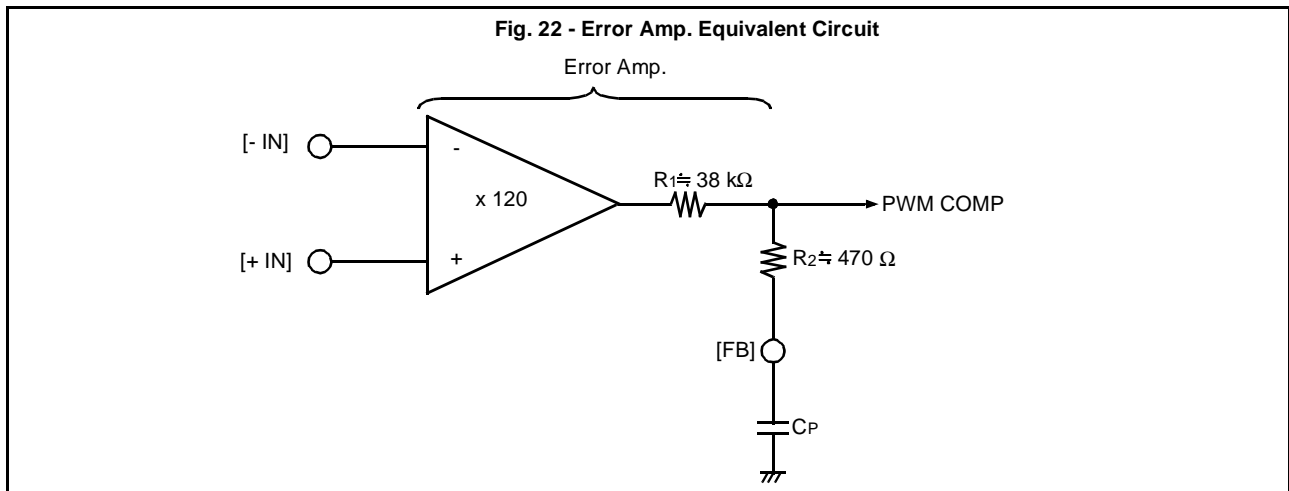 Fig. 22 - Error Amp. Equivalent Circuit
Error Amp.
[- IN]
-
x 120
R1≒ 38 kΩ
PWM COMP
[+ IN]
+
R2≒ 470 Ω
[FB]
CP